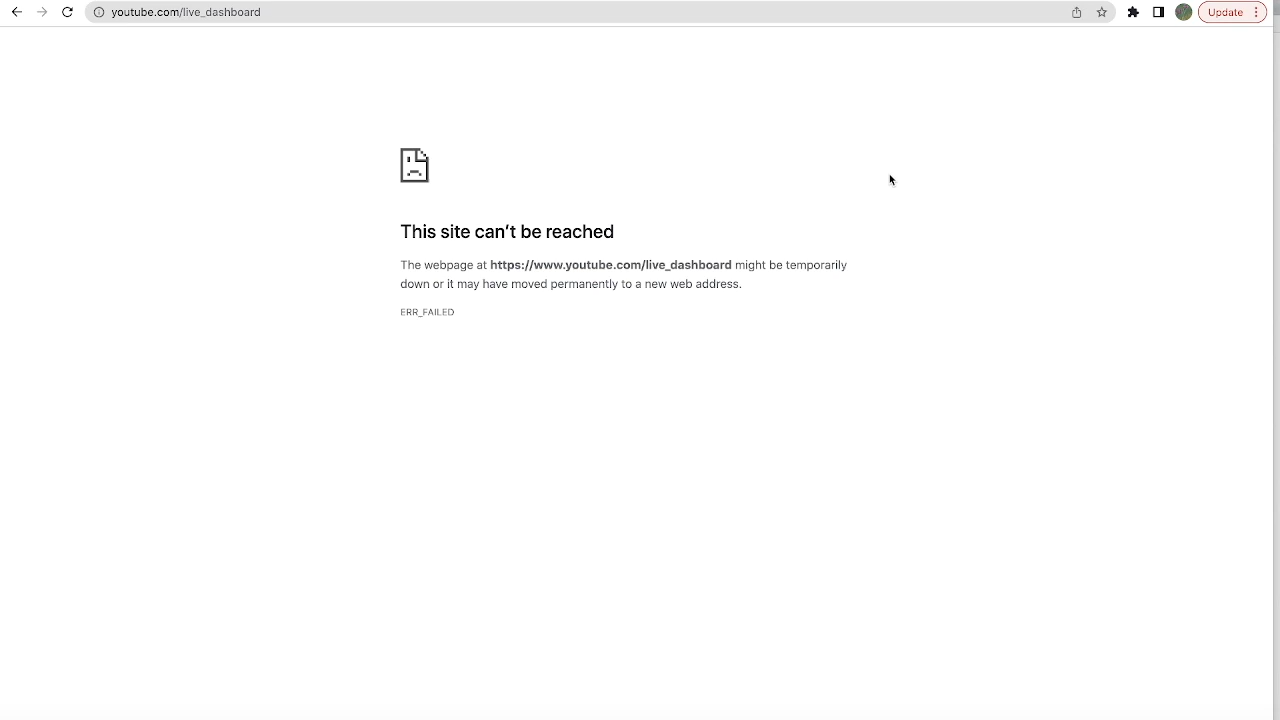 youtube.com/live_dashboard
Update
This site can't be reached
The webpage at https://www.youtube.com/live_dashboard might be temporarily
down or it may have moved permanently to a new web address.
ERR_FAILED